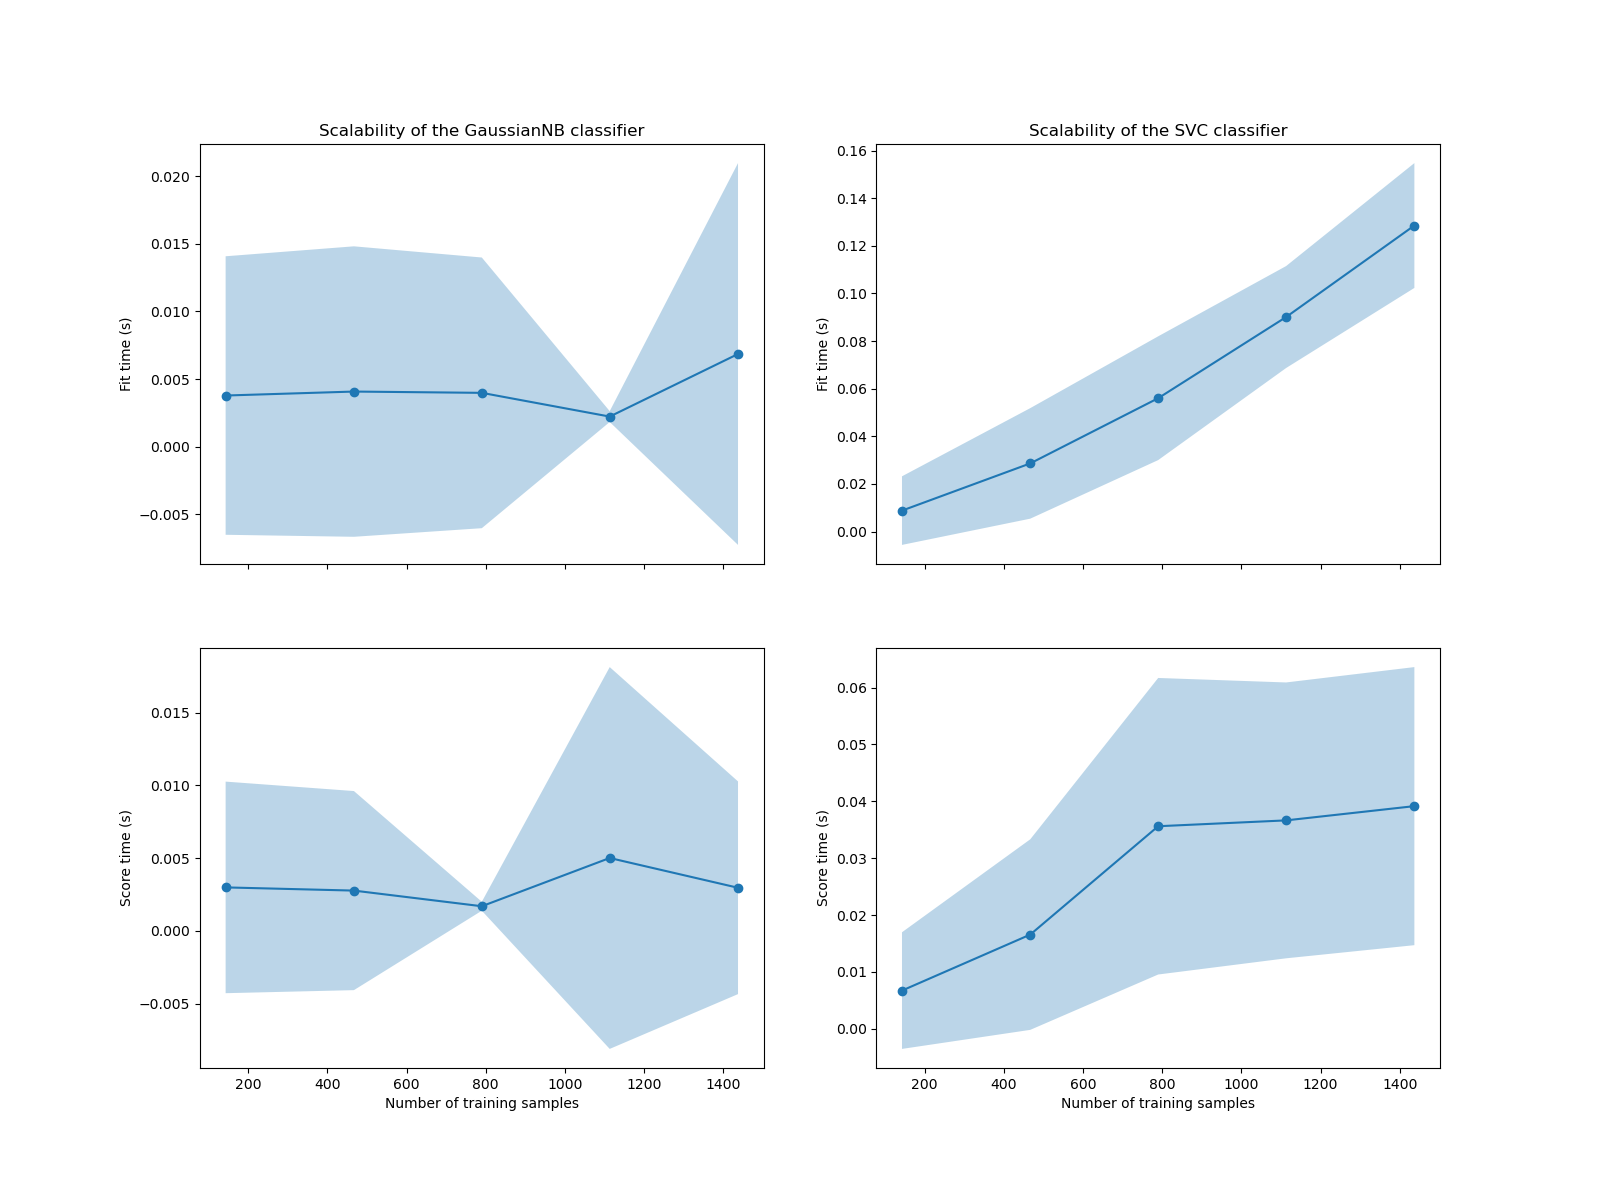 Scalability of the GaussianNB classifier
0.020
0.015
0.010
0.005
0.000
−0.005
Fit time (s)
Scalability of the SVC classifier
0.16
0.14
0.12
0.10
0.08
0.06
0.04
0.02
0.00
Fit time (s)
0.015
0.010
0.005
0.000
−0.005
Score time (s)
200 400 600 800 1000 1200 1400
Number of training samples
0.06
0.05
0.04
0.03
0.02
0.01
0.00
Score time (s)
200 400 600 800 1000 1200 1400
Number of training samples